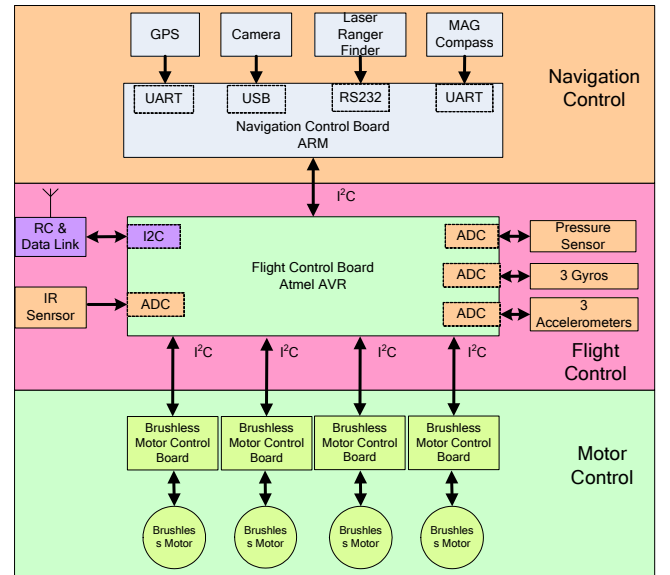 GPS
Camera
Laser
Ranger
Finder
MAG
Compass
Navigation
Control
UART
USB
RS232
UART
Navigation Control Board
ARM
I²C
RC &
Data Link
I2C
ADC
Pressure
Sensor
Flight Control Board
Atmel AVR
ADC
3 Gyros
IR
Senrsor
ADC
ADC
3
Accelerometers
Flight
Control
I²C
I²C
I²C
I²C
Brushless
Motor Control
Board
Brushless
Motor Control
Board
Brushless
Motor Control
Board
Brushless
Motor Control
Board
Motor
Control
Brushles
s Motor
Brushles
s Motor
Brushles
s Motor
Brushles
s Motor